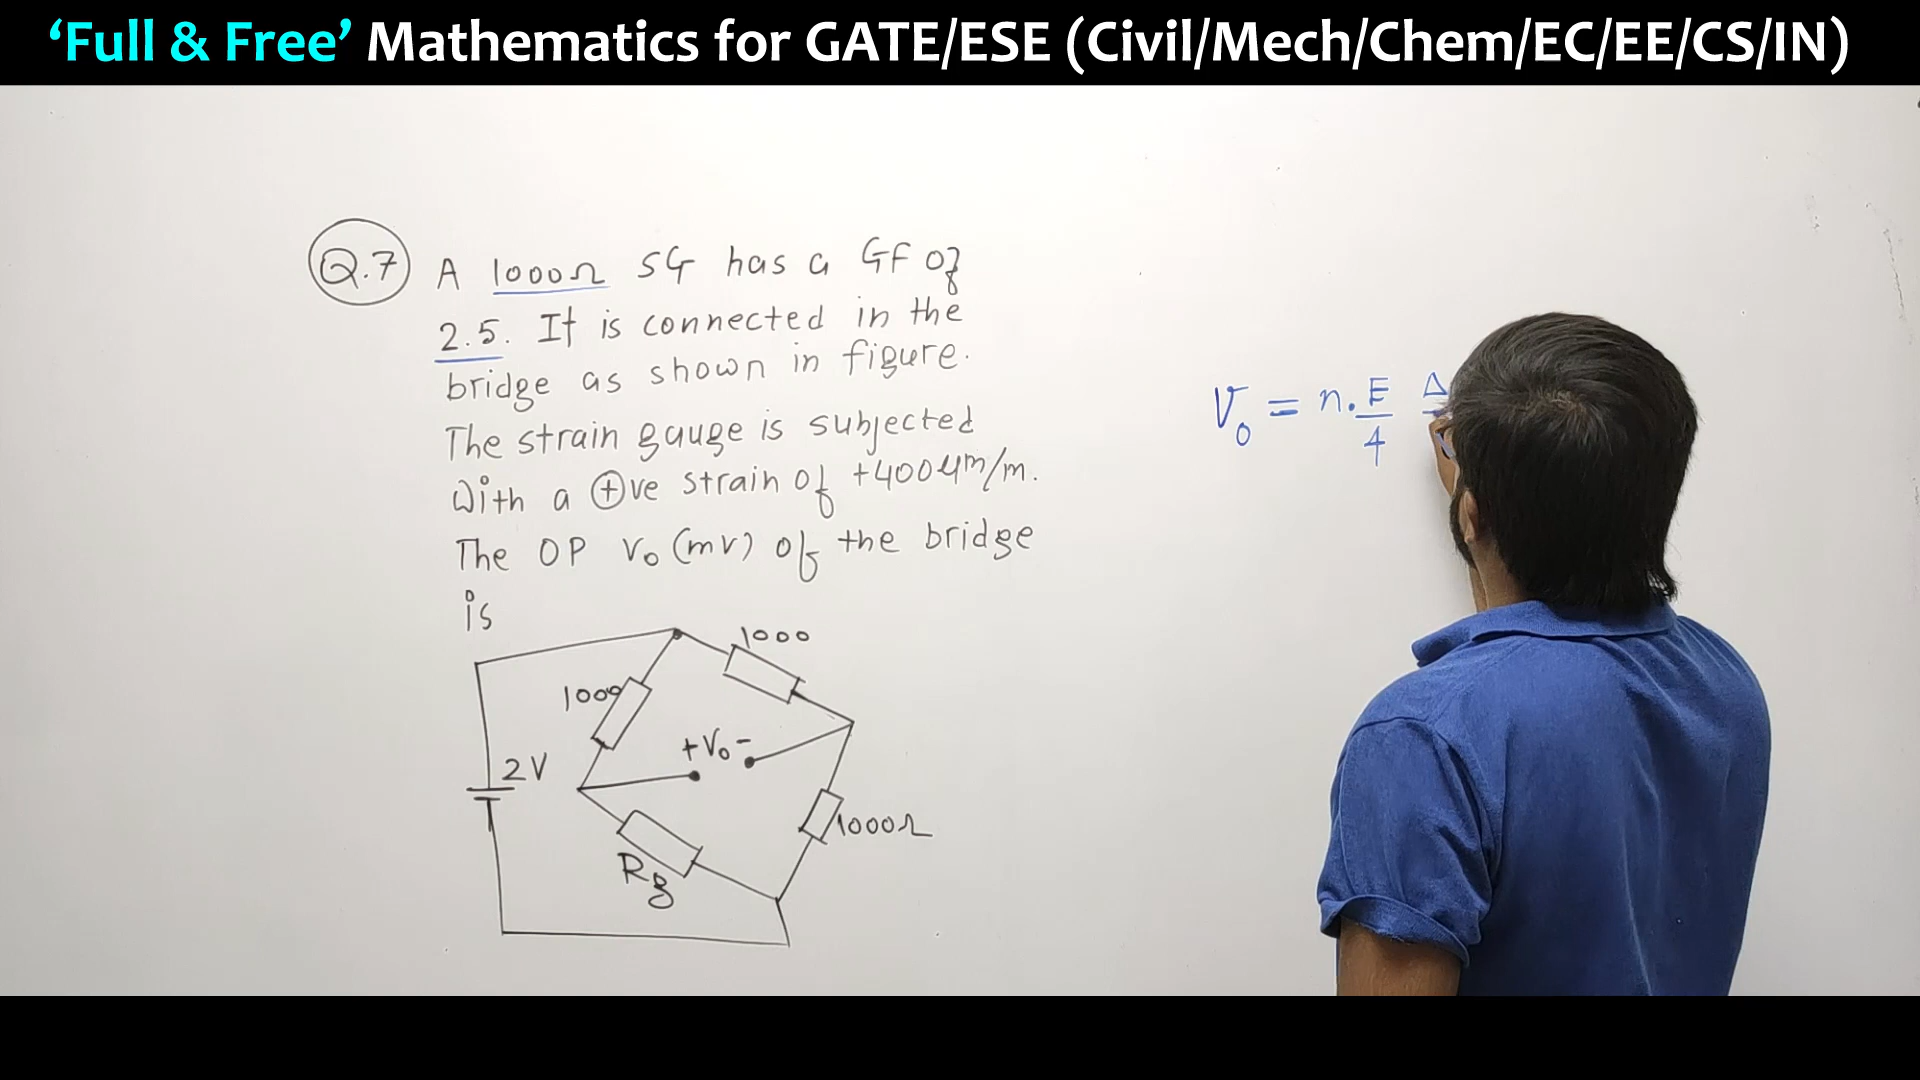 ‘Full & Free’ Mathematics for GATE/ESE (Civil/Mech/Chem/EC/EE/CS/IN)
Q.7 A 1000Ω SG has a GF of
2.5. It is connected in the
bridge as shown in figure.
The strain gauge is subjected
With a ⊕ve strain of +400μm/m.
The OP Vo (mV) of the bridge
is
1000
1000
+Vo-
2V
1000Ω
Rg
V0 = n. E/4 Δ